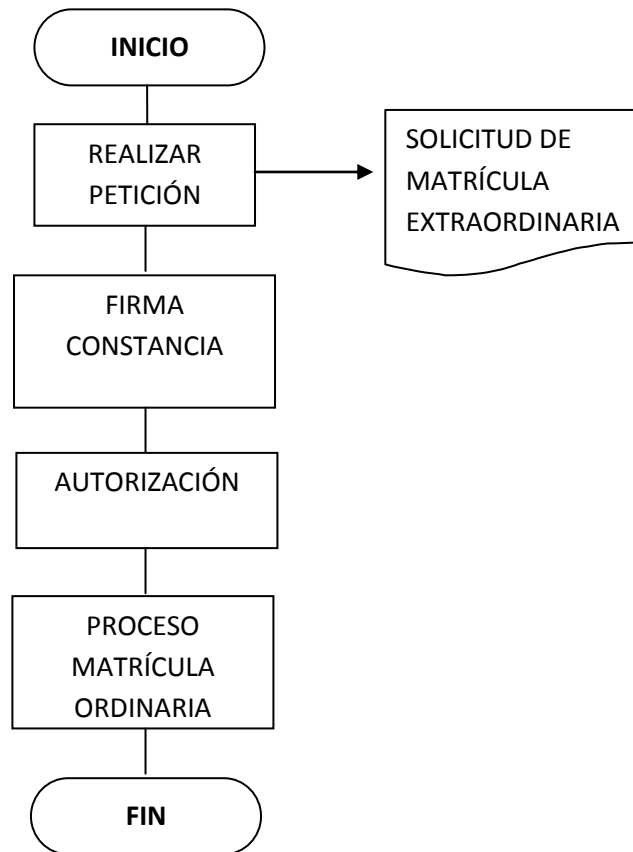 INICIO
REALIZAR
PETICIÓN
SOLICITUD DE
MATRÍCULA
EXTRAORDINARIA
FIRMA
CONSTANCIA
AUTORIZACIÓN
PROCESO
MATRÍCULA
ORDINARIA
FIN